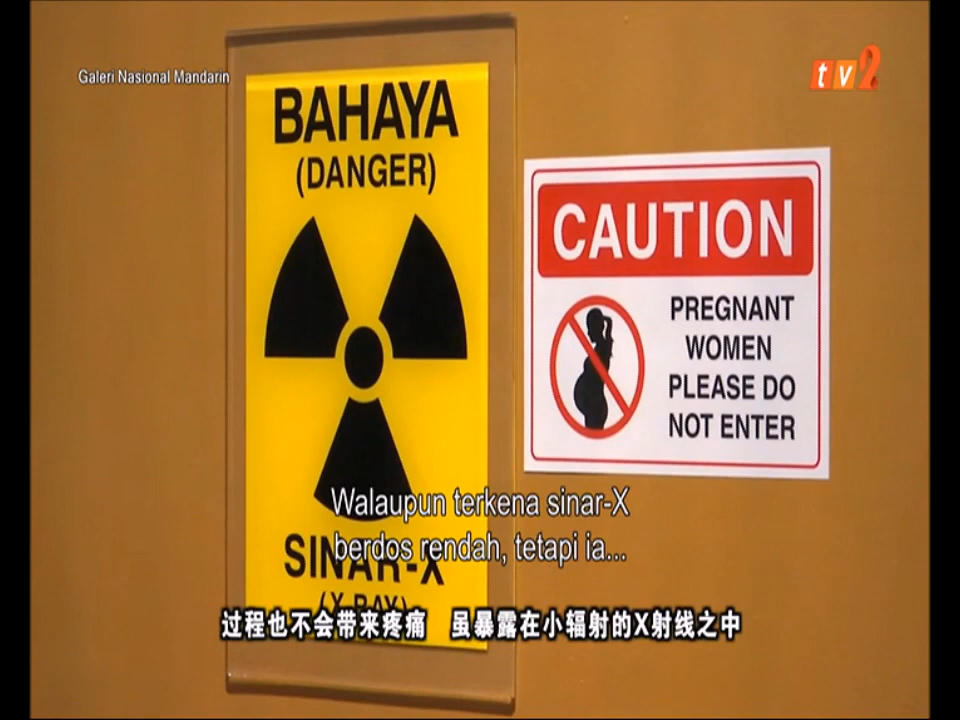 Galeri Nasional Mandarin
tv2
BAHAYA
(DANGER)
SINAR-X
(X-RAY)
CAUTION
PREGNANT
WOMEN
PLEASE DO
NOT ENTER
Walaupun terkena sinar-X
berdos rendah, tetapi ia...
过程也不会带来疼痛 虽暴露在小辐射的X射线之中